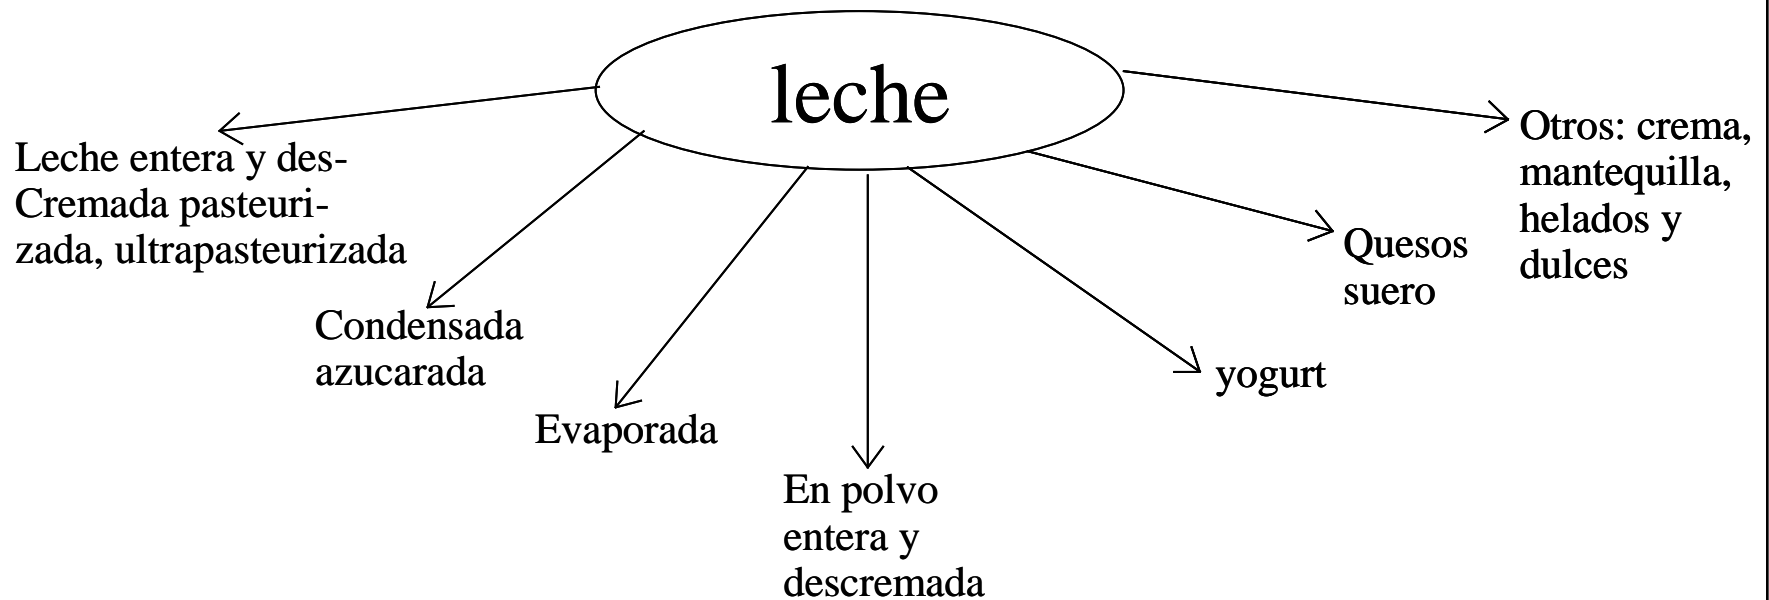 leche
Leche entera y des-
Cremada pasteuri-
zada, ultrapasteurizada
Condensada
azucarada
Evaporada
En polvo
entera y
descremada
yogurt
Quesos
suero
Otros: crema,
mantequilla,
helados y
dulces